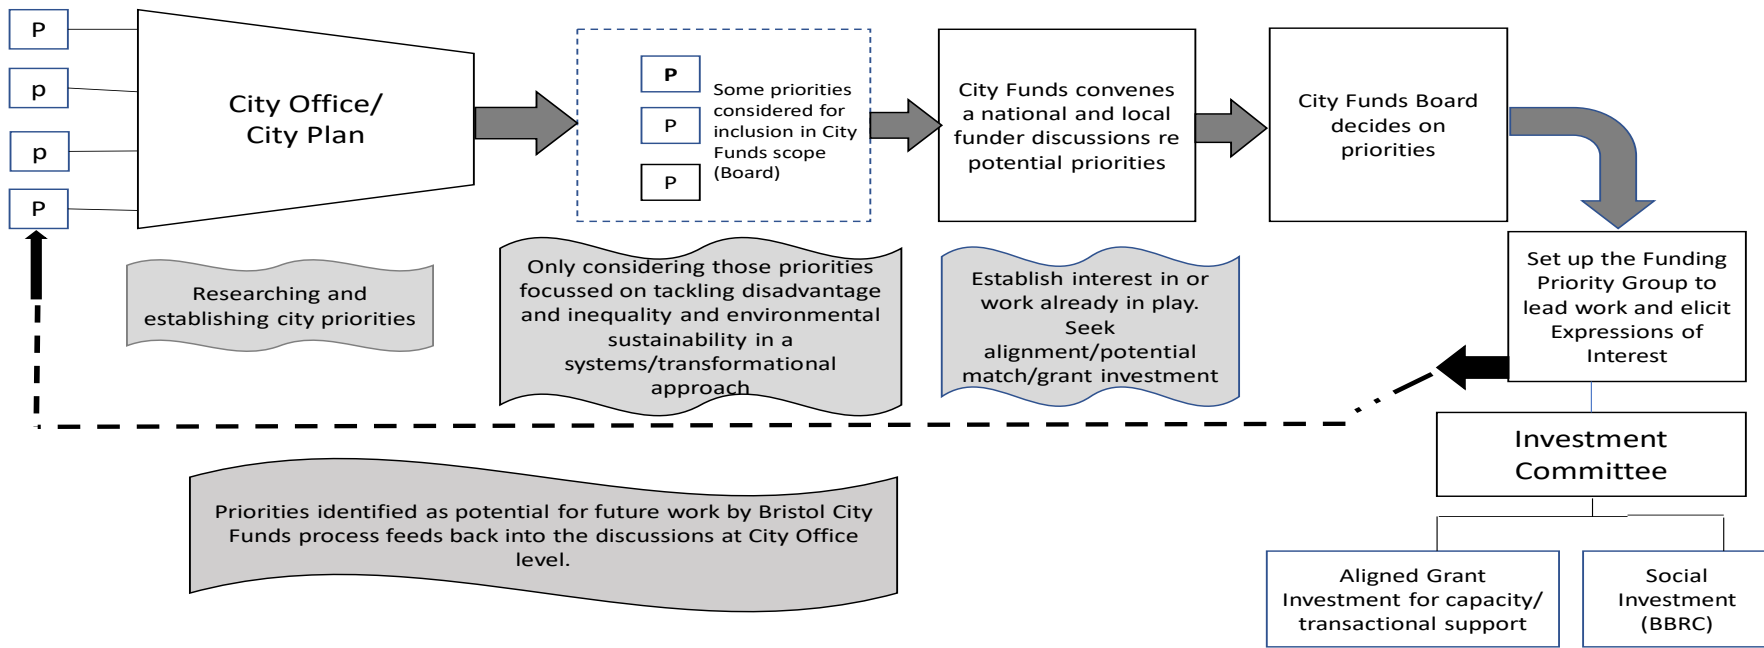 P
p
p
P
City Office/
City Plan
P
P
P
Some priorities
considered for
inclusion in City
Funds scope
(Board)
City Funds convenes
a national and local
funder discussions re
potential priorities
City Funds Board
decides on
priorities
Researching and
establishing city priorities
Only considering those priorities
focussed on tackling disadvantage
and inequality and environmental
sustainability in a
systems/transformational
approach
Establish interest in or
work already in play.
Seek
alignment/potential
match/grant investment
Set up the Funding
Priority Group to
lead work and elicit
Expressions of
Interest
Investment
Committee
Priorities identified as potential for future work by Bristol City
Funds process feeds back into the discussions at City Office
level.
Aligned Grant
Investment for capacity/
transactional support
Social
Investment
(BBRC)